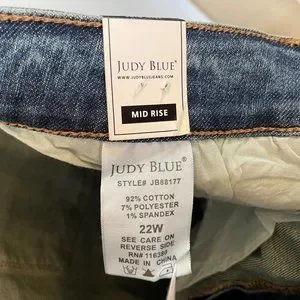 JUDY BLUE®
WWW.JUDYBLUEJEANS.COM
MID RISE
JUDY BLUE®
STYLE# JB88177
92% COTTON
7% POLYESTER
1% SPANDEX
22W
SEE CARE ON
REVERSE SIDE
RN# 116389
MADE IN CHINA